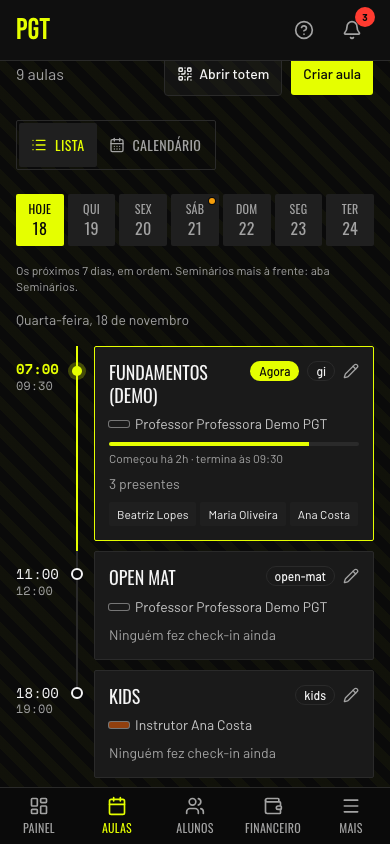 PGT
3
9 aulas
Abrir totem
Criar aula
LISTA
CALENDÁRIO
HOJE
18
QUI
19
SEX
20
SÁB
21
DOM
22
SEG
23
TER
24
Os próximos 7 dias, em ordem. Seminários mais à frente: aba
Seminários.
Quarta-feira, 18 de novembro
07:00
09:30
FUNDAMENTOS
(DEMO)
Agora
gi
Professor Professora Demo PGT
Começou há 2h · termina às 09:30
3 presentes
Beatriz Lopes
Maria Oliveira
Ana Costa
11:00
12:00
OPEN MAT
open-mat
Professor Professora Demo PGT
Ninguém fez check-in ainda
18:00
19:00
KIDS
kids
Instrutor Ana Costa
Ninguém fez check-in ainda
PAINEL
AULAS
ALUNOS
FINANCEIRO
MAIS